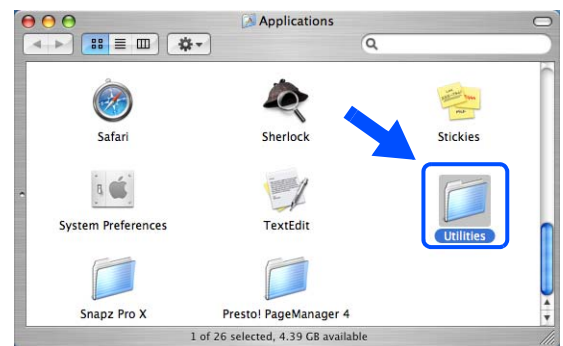 Applications
Safari
Sherlock
Stickies
System Preferences
TextEdit
Utilities
Snapz Pro X
Presto! PageManager 4
1 of 26 selected, 4.39 GB available